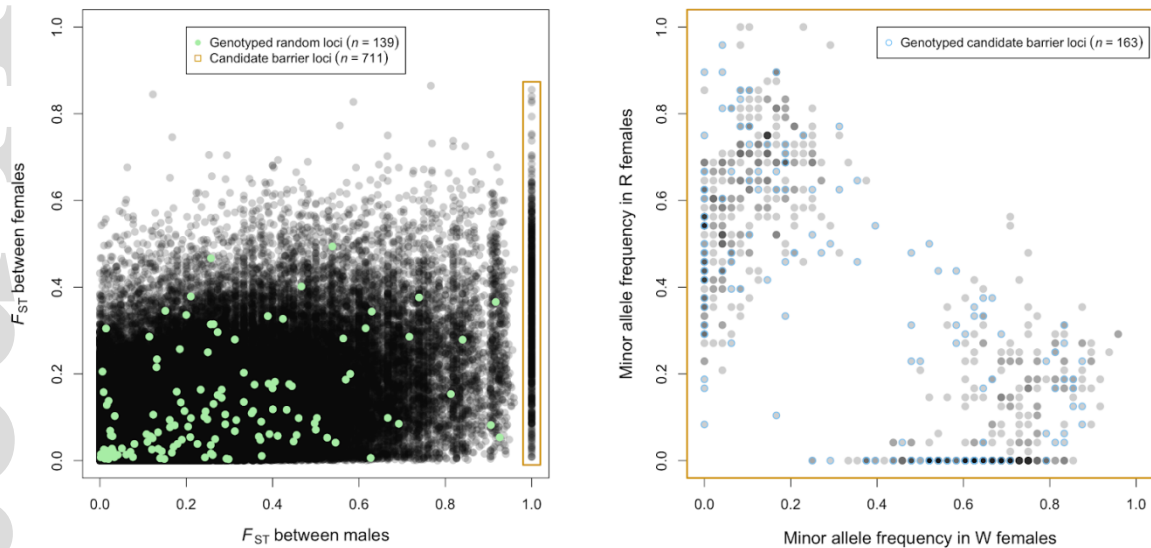 Genotyped random loci (n = 139)
Candidate barrier loci (n = 711)
FST between females
0.0 0.2 0.4 0.6 0.8 1.0
0.0 0.2 0.4 0.6 0.8 1.0
FST between males
Genotyped candidate barrier loci (n = 163)
Minor allele frequency in R females
0.0 0.2 0.4 0.6 0.8 1.0
0.0 0.2 0.4 0.6 0.8 1.0
Minor allele frequency in W females